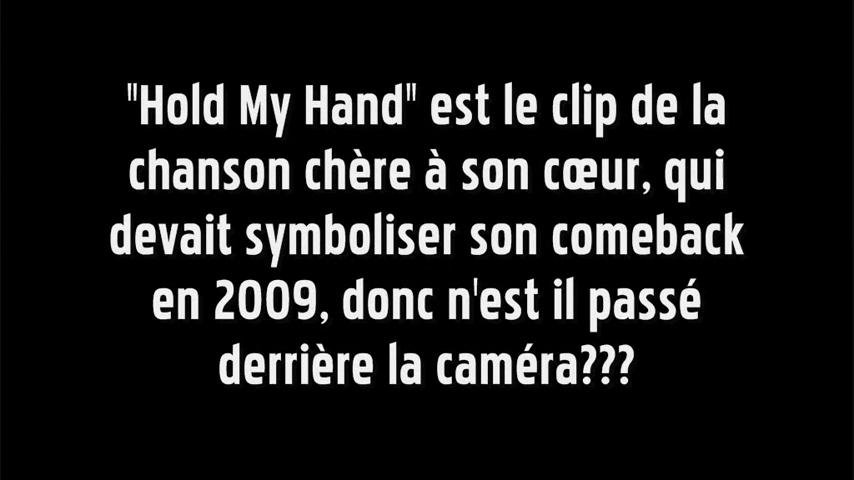 "Hold My Hand" est le clip de la
chanson chère à son cœur, qui
devait symboliser son comeback
en 2009, donc n'est il passé
derrière la caméra???